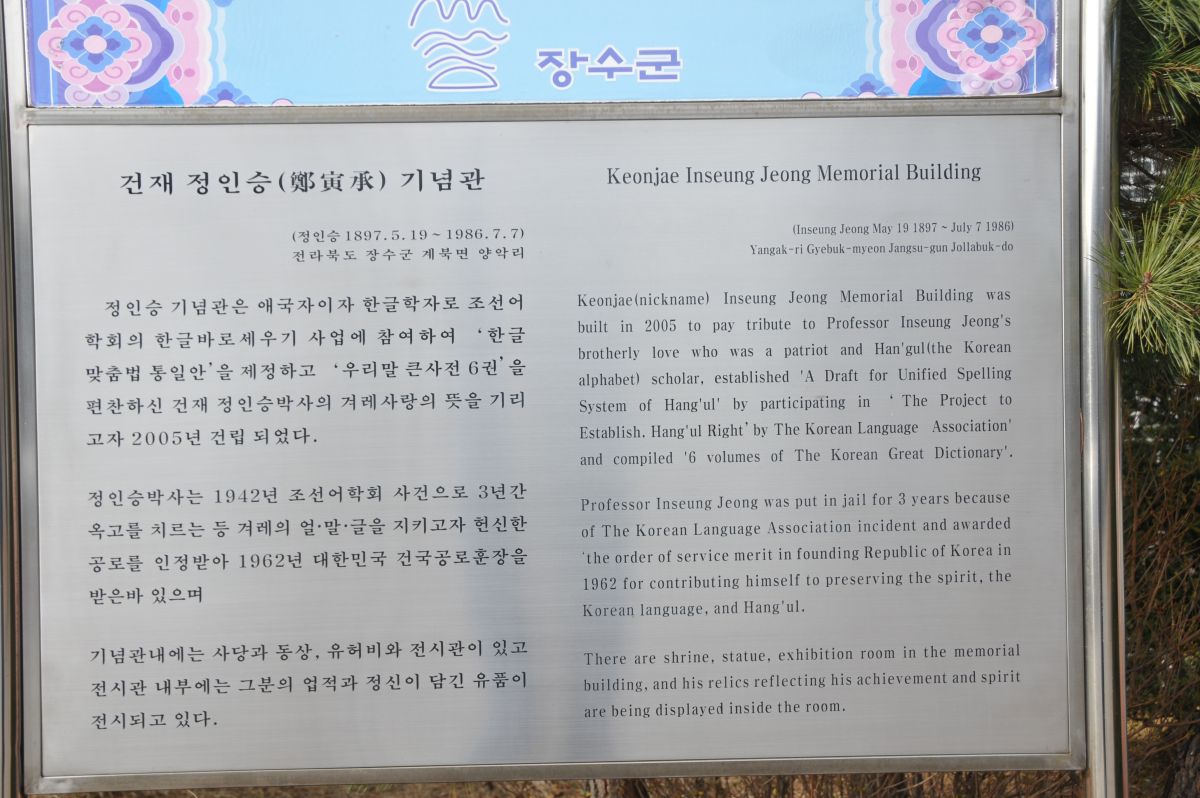 장수군
건재 정인승(鄭寅承) 기념관
(정인승 1897.5.19 ~ 1986.7.7)
전라북도 장수군 계북면 양악리
정인승 기념관은 애국자이자 한글학자로 조선어
학회의 한글바로세우기 사업에 참여하여 ‘한글
맞춤법 통일안’을 제정하고 ‘우리말 큰사전 6권’을
편찬하신 건재 정인승박사의 겨레사랑의 뜻을 기리
고자 2005년 건립 되었다.
정인승박사는 1942년 조선어학회 사건으로 3년간
옥고를 치르는 등 겨레의 얼·말·글을 지키고자 헌신한
공로를 인정받아 1962년 대한민국 건국공로훈장을
받은바 있으며
기념관내에는 사당과 동상, 유허비와 전시관이 있고
전시관 내부에는 그분의 업적과 정신이 담긴 유품이
전시되고 있다.
Keonjae Inseung Jeong Memorial Building
(Inseung Jeong May 19 1897 ~ July 7 1986)
Yangak-ri Gyebuk-myeon Jangsu-gun Jollabuk-do
Keonjae(nickname) Inseung Jeong Memorial Building was
built in 2005 to pay tribute to Professor Inseung Jeong's
brotherly love who was a patriot and Han'gul(the Korean
alphabet) scholar, established 'A Draft for Unified Spelling
System of Hang'ul' by participating in ‘ The Project to
Establish. Hang'ul Right’ by The Korean Language Association'
and compiled '6 volumes of The Korean Great Dictionary'.
Professor Inseung Jeong was put in jail for 3 years because
of The Korean Language Association incident and awarded
‘the order of service merit in founding Republic of Korea in
1962 for contributing himself to preserving the spirit, the
Korean language, and Hang'ul.
There are shrine, statue, exhibition room in the memorial
building, and his relics reflecting his achievement and spirit
are being displayed inside the room.